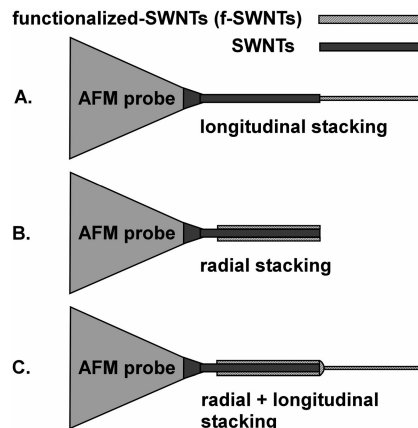 functionalized-SWNTs (f-SWNTs)
SWNTs
A.
AFM probe
longitudinal stacking
B.
AFM probe
radial stacking
C.
AFM probe
radial + longitudinal
stacking